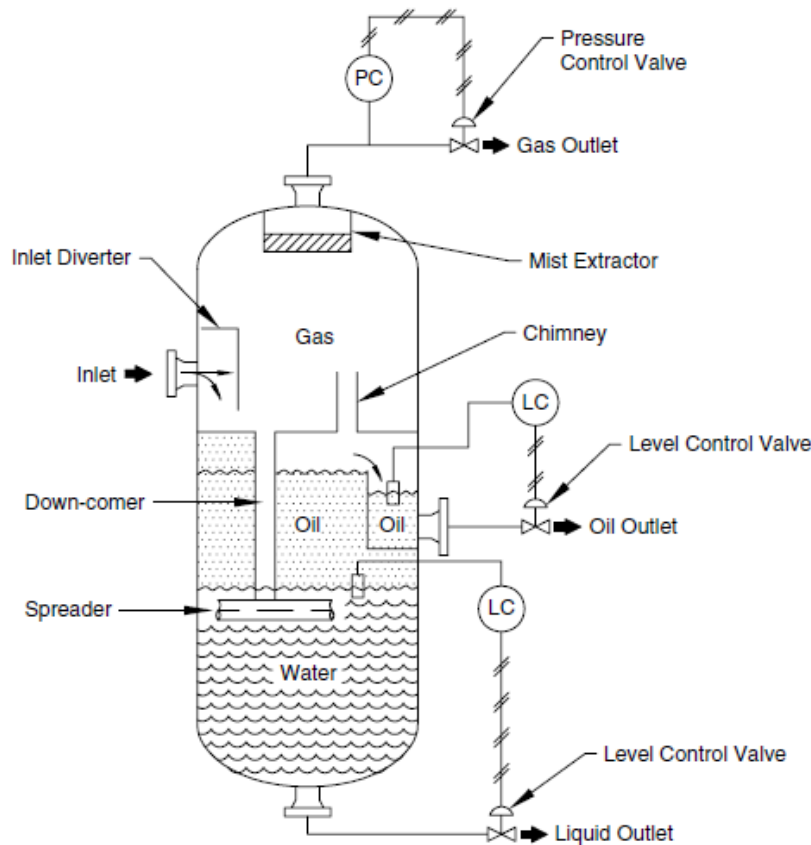 Pressure
Control Valve
PC
Gas Outlet
Inlet Diverter
Mist Extractor
Gas
Chimney
Inlet
LC
Level Control Valve
Down-comer
Oil
Oil
Oil Outlet
Spreader
LC
Water
Level Control Valve
Liquid Outlet